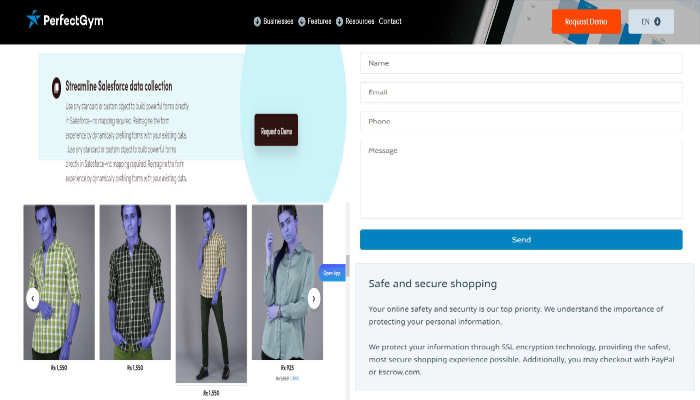 PerfectGym
Businesses Features Resources Contact
Request Demo
EN
Streamline Salesforce data collection
Use any standard or custom object to build powerful forms directly
in Salesforce—no mapping required. Reimagine the form
experience by dynamically prefilling forms with your existing data.
. Use any standard or custom object to build powerful forms
directly in Salesforce—no mapping required. Reimagine the form
experience by dynamically prefilling forms with your existing data.
Request a Demo
Open App
Rs 1,550
Rs 1,550
Rs 1,550
Rs 925
Name
Email
Phone
Message
Send
Safe and secure shopping
Your online safety and security is our top priority. We understand the importance of
protecting your personal information.
We protect your information through SSL encryption technology, providing the safest,
most secure shopping experience possible. Additionally, you may checkout with PayPal
or Escrow.com.